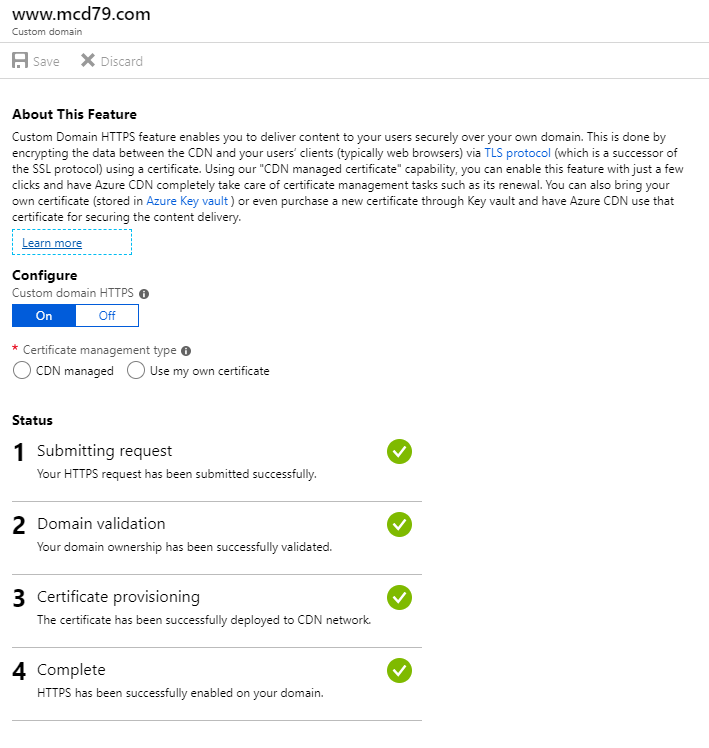 www.mcd79.com
Custom domain
Save Discard
About This Feature
Custom Domain HTTPS feature enables you to deliver content to your users securely over your own domain. This is done by
encrypting the data between the CDN and your users' clients (typically web browsers) via TLS protocol (which is a successor of
the SSL protocol) using a certificate. Using our "CDN managed certificate" capability, you can enable this feature with just a few
clicks and have Azure CDN completely take care of certificate management tasks such as its renewal. You can also bring your
own certificate (stored in Azure Key vault ) or even purchase a new certificate through Key vault and have Azure CDN use that
certificate for securing the content delivery.
Learn more
Configure
Custom domain HTTPS
On Off
* Certificate management type
CDN managed Use my own certificate
Status
1 Submitting request
Your HTTPS request has been submitted successfully.
2 Domain validation
Your domain ownership has been successfully validated.
3 Certificate provisioning
The certificate has been successfully deployed to CDN network.
4 Complete
HTTPS has been successfully enabled on your domain.